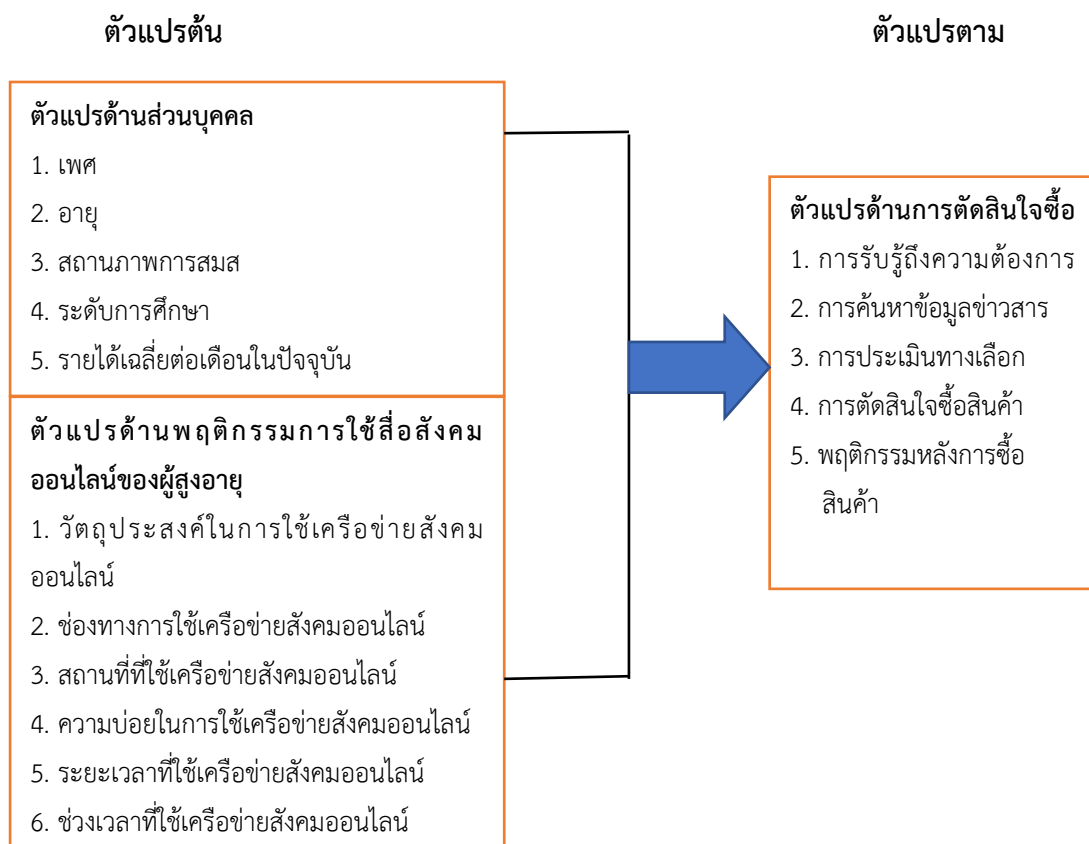 ตัวแปรต้น
ตัวแปรตาม
ตัวแปรด้านส่วนบุคคล
1. เพศ
2. อายุ
3. สถานภาพการสมส
4. ระดับการศึกษา
5. รายได้เฉลี่ยต่อเดือนในปัจจุบัน
ตัวแปรด้านพฤติกรรมการใช้สื่อสังคม
ออนไลน์ของผู้สูงอายุ
1. วัตถุประสงค์ในการใช้เครือข่ายสังคม
ออนไลน์
2. ช่องทางการใช้เครือข่ายสังคมออนไลน์
3. สถานที่ที่ใช้เครือข่ายสังคมออนไลน์
4. ความบ่อยในการใช้เครือข่ายสังคมออนไลน์
5. ระยะเวลาที่ใช้เครือข่ายสังคมออนไลน์
6. ช่วงเวลาที่ใช้เครือข่ายสังคมออนไลน์
ตัวแปรด้านการตัดสินใจซื้อ
1. การรับรู้ถึงความต้องการ
2. การค้นหาข้อมูลข่าวสาร
3. การประเมินทางเลือก
4. การตัดสินใจซื้อสินค้า
5. พฤติกรรมหลังการซื้อ
สินค้า